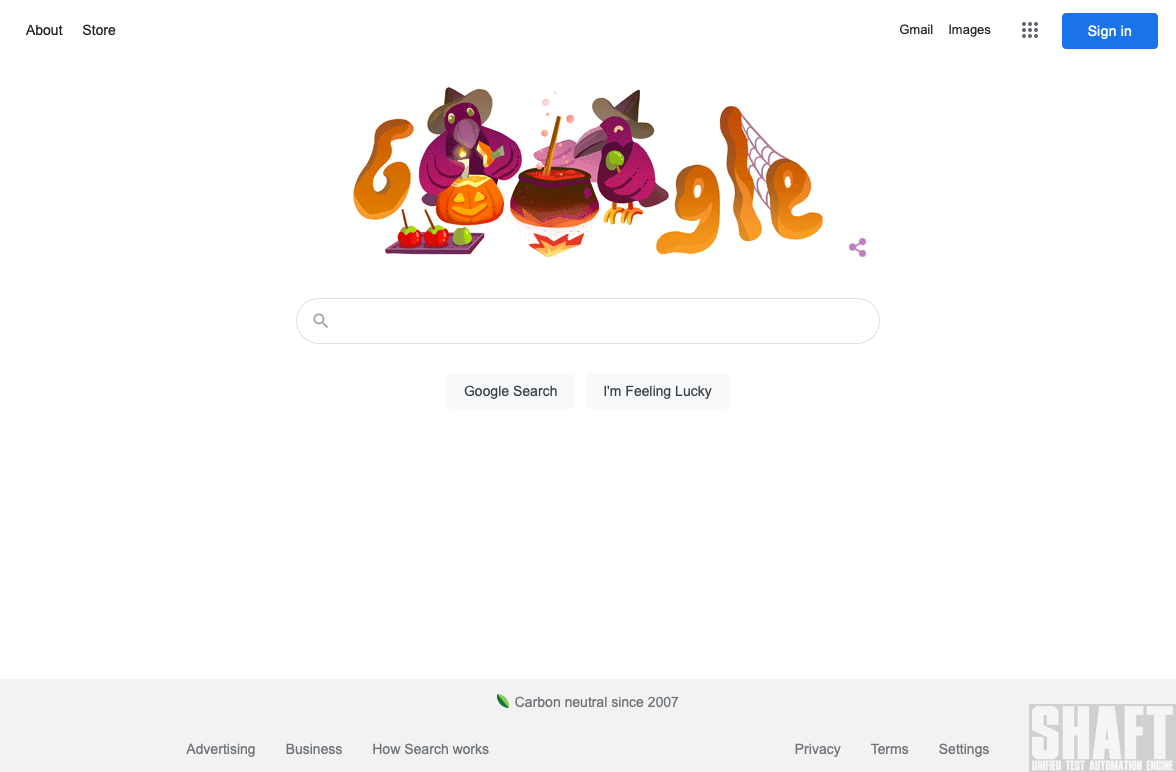 About Store Gmail Images Sign in
Google
Google Search I'm Feeling Lucky
Carbon neutral since 2007
Advertising Business How Search works Privacy Terms Settings
SHAFT
UNIFIED TEST AUTOMATION ENGINE